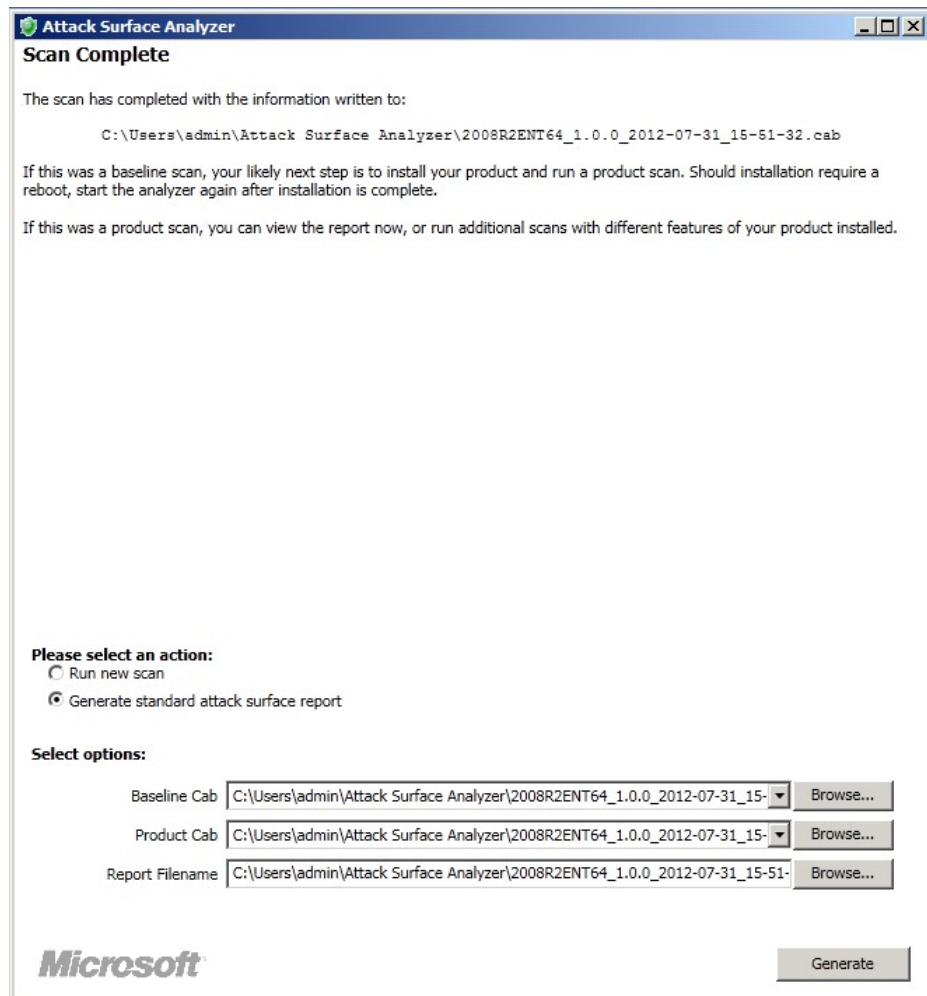 Attack Surface Analyzer
Scan Complete
The scan has completed with the information written to:
C:\Users\admin\Attack Surface Analyzer\2008R2ENT64_1.0.0_2012-07-31_15-51-32.cab
If this was a baseline scan, your likely next step is to install your product and run a product scan. Should installation require a
reboot, start the analyzer again after installation is complete.
If this was a product scan, you can view the report now, or run additional scans with different features of your product installed.
Please select an action:
Run new scan
Generate standard attack surface report
Select options:
Baseline Cab C:\Users\admin\Attack Surface Analyzer\2008R2ENT64_1.0.0_2012-07-31_15- Browse...
Product Cab C:\Users\admin\Attack Surface Analyzer\2008R2ENT64_1.0.0_2012-07-31_15- Browse...
Report Filename C:\Users\admin\Attack Surface Analyzer\2008R2ENT64_1.0.0_2012-07-31_15-51- Browse...
Microsoft Generate